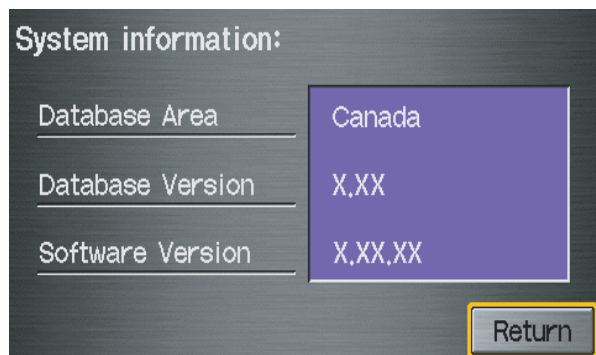 System information:
Database Area Canada
Database Version X.XX
Software Version X.XX.XX
Return